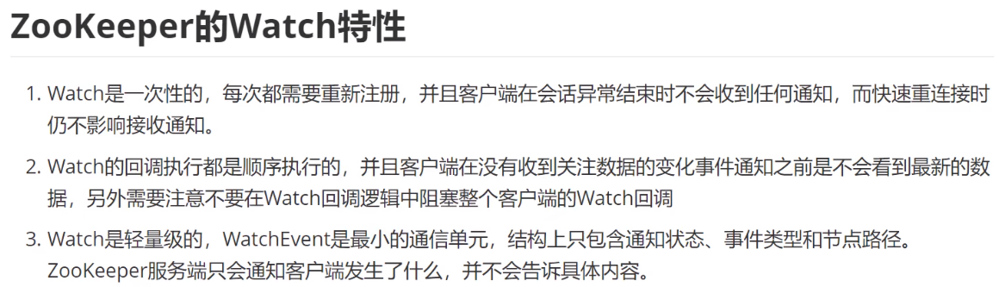 ZooKeeper的Watch特性
1. Watch是一次性的，每次都需要重新注册，并且客户端在会话异常结束时不会收到任何通知，而快速重连接时
仍不影响接收通知。
2. Watch的回调执行都是顺序执行的，并且客户端在没有收到关注数据的变化事件通知之前是不会看到最新的数
据，另外需要注意不要在Watch回调逻辑中阻塞整个客户端的Watch回调
3. Watch是轻量级的，WatchEvent是最小的通信单元，结构上只包含通知状态、事件类型和节点路径。
ZooKeeper服务端只会通知客户端发生了什么，并不会告诉具体内容。